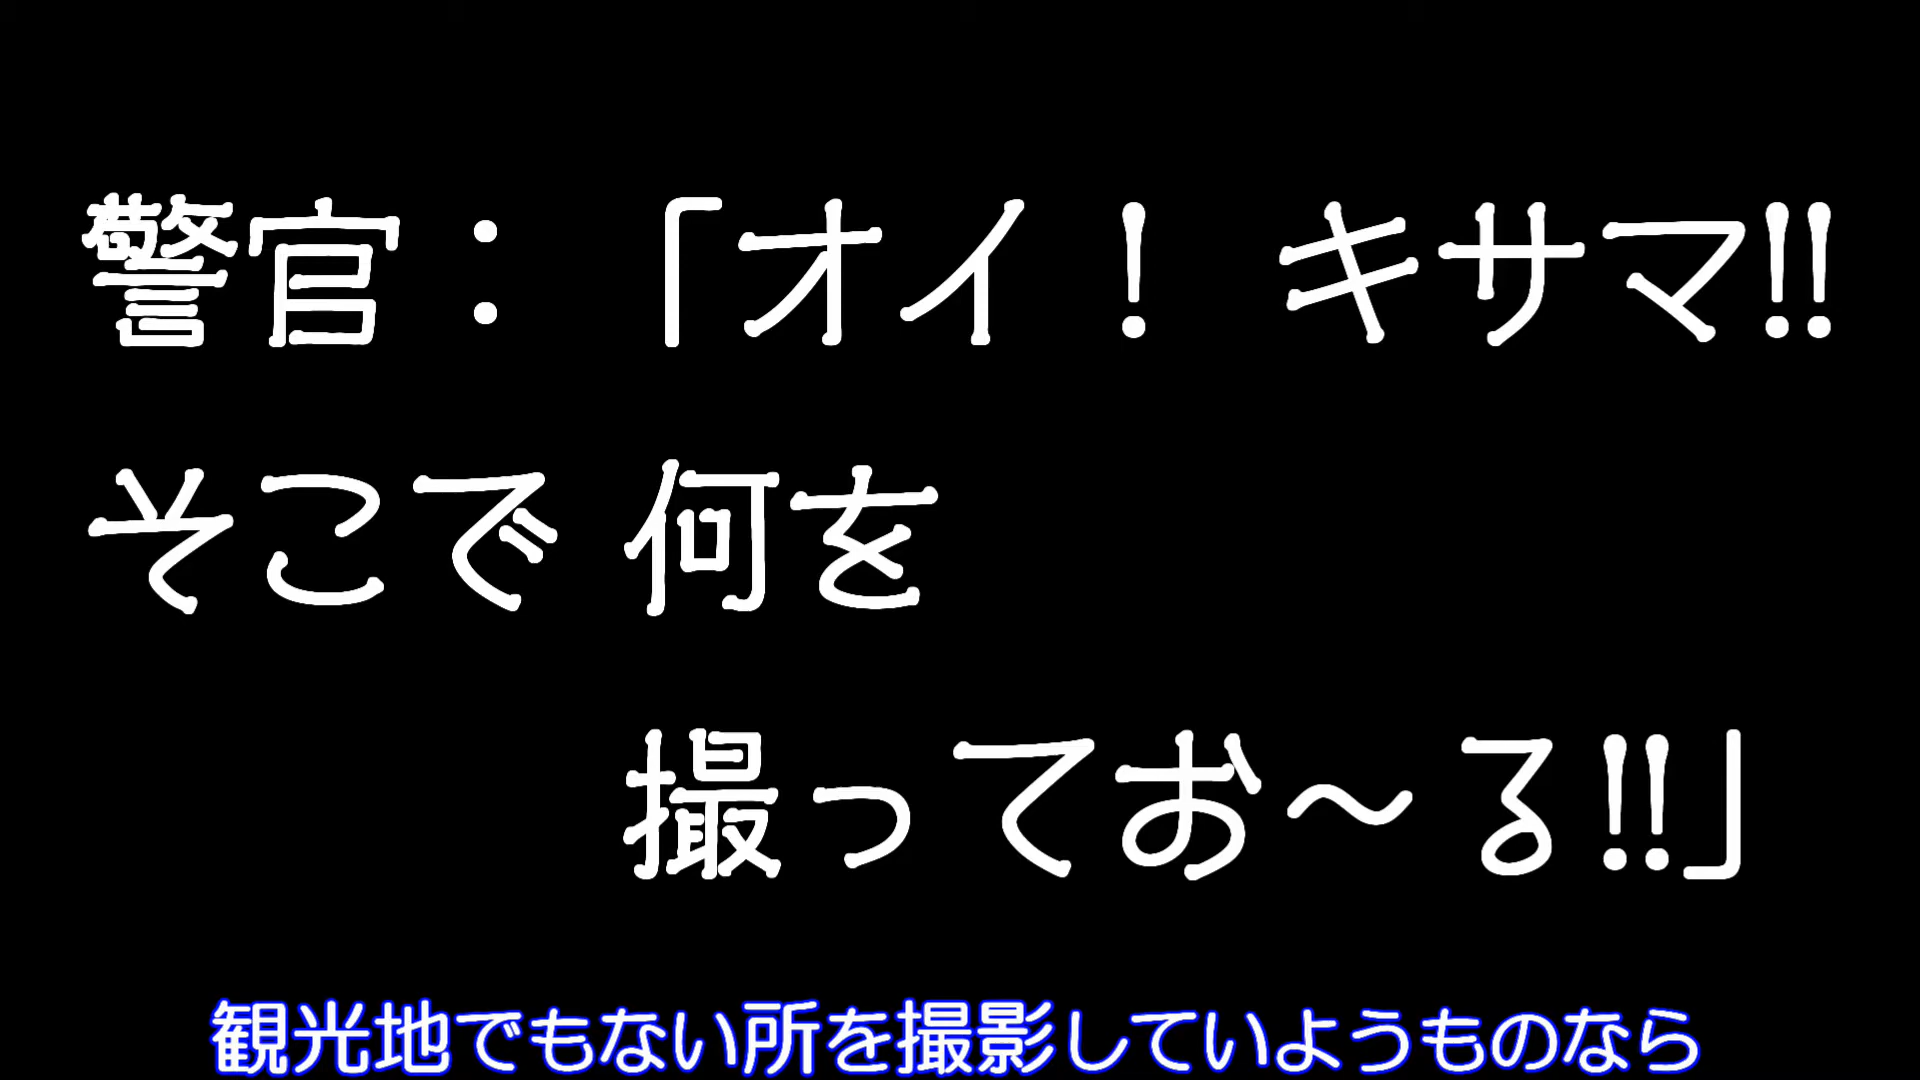 警官：「オイ！ キサマ!!
そこで 何を
撮ってお～る!!」
観光地でもない所を撮影していようものなら